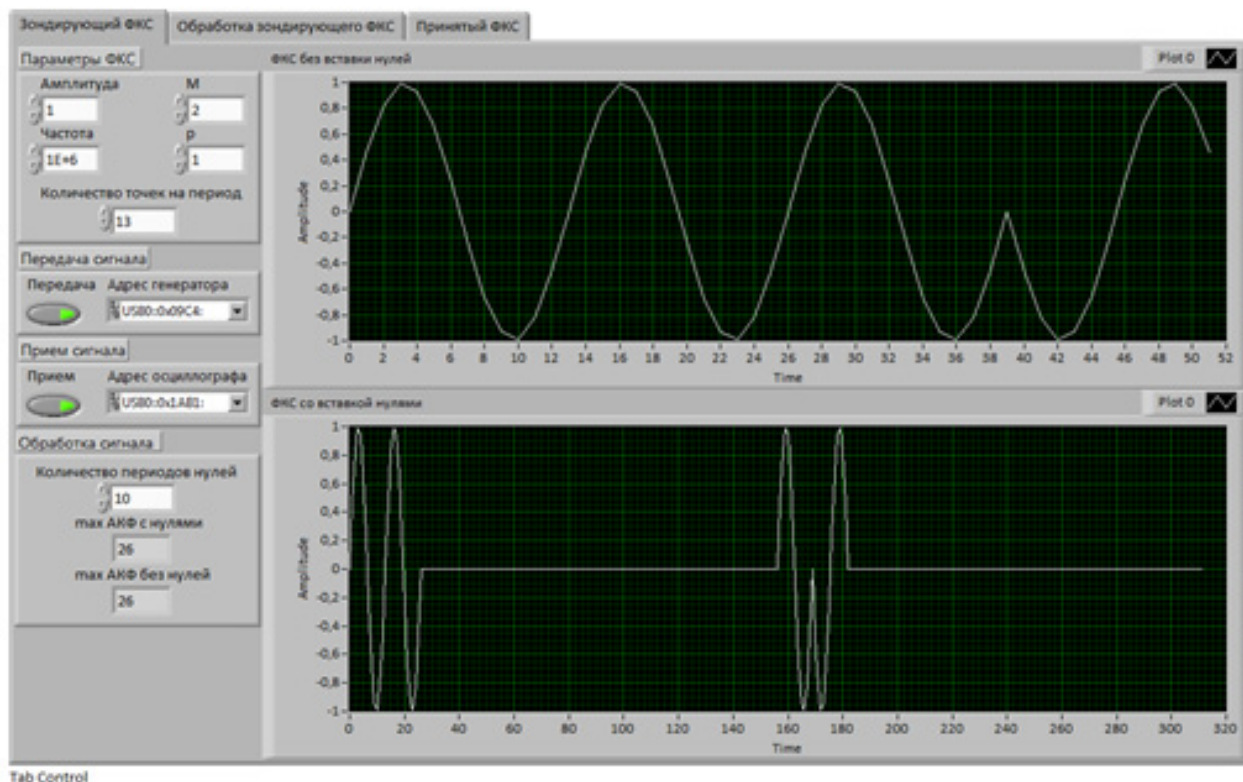 Зондирующий ФКС Обработка зондирующего ФКС Принятый ФКС
Параметры ФКС
Амплитуда M
1 2
Частота p
1E+6 1
Количество точек на период
13
Передача сигнала
Передача Адрес генератора
USB0::0x09C4:
Прием сигнала
Прием Адрес осциллографа
USB0::0x1AB1:
Обработка сигнала
Количество периодов нулей
10
max АКФ с нулями
26
max АКФ без нулей
26
ФКС без вставки нулей Plot 0
Amplitude
1
0,8
0,6
0,4
0,2
0
-0,2
-0,4
-0,6
-0,8
-1
0 2 4 6 8 10 12 14 16 18 20 22 24 26 28 30 32 34 36 38 40 42 44 46 48 50 52
Time
ФКС со вставкой нулями Plot 0
Amplitude
1
0,8
0,6
0,4
0,2
0
-0,2
-0,4
-0,6
-0,8
-1
0 20 40 60 80 100 120 140 160 180 200 220 240 260 280 300 320
Time
Tab Control